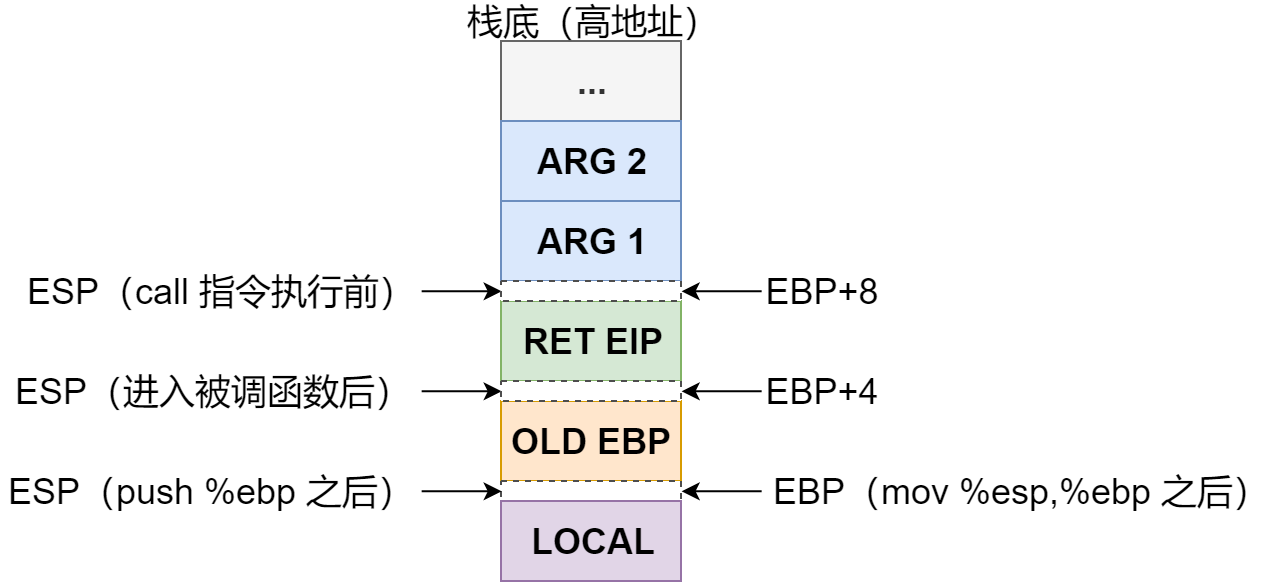 栈底（高地址）
...
ARG 2
ARG 1
ESP（call 指令执行前）
EBP+8
RET EIP
ESP（进入被调函数后）
EBP+4
OLD EBP
ESP（push %ebp 之后）
EBP（mov %esp,%ebp 之后）
LOCAL